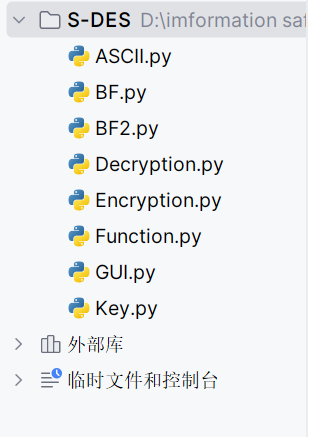 S-DES D:\imformation saf
ASCII.py
BF.py
BF2.py
Decryption.py
Encryption.py
Function.py
GUI.py
Key.py
外部库
临时文件和控制台